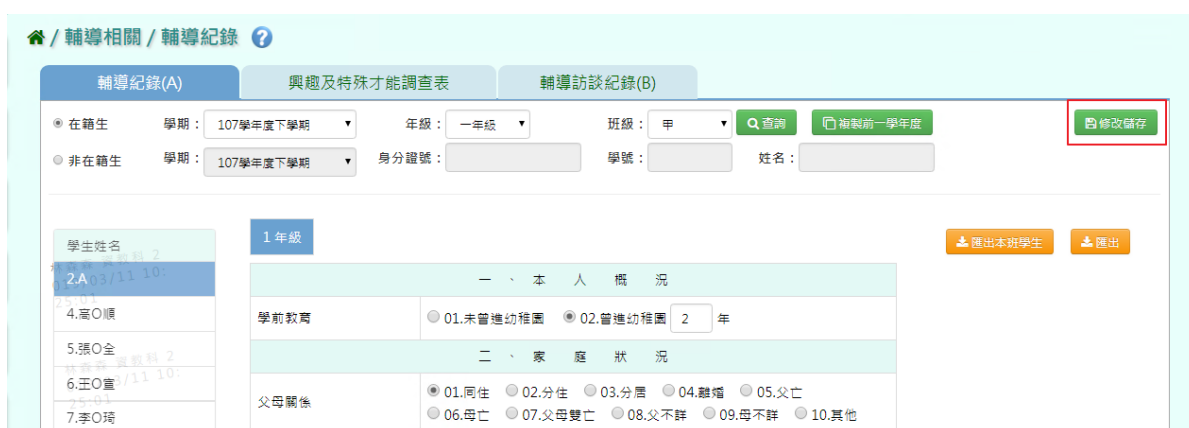 / 輔導相關 / 輔導紀錄 ?
輔導紀錄(A) 興趣及特殊才能調查表 輔導訪談紀錄(B)
在籍生 學期： 107學年度下學期 年級： 一年級 班級： 甲 查詢 複製前一學年度 修改儲存
非在籍生 學期： 107學年度下學期 身分證號： 學號： 姓名：
學生姓名 1 年級 匯出本班學生 匯出
2.A 一 、 本 人 概 況
4.高O順 學前教育 01.未曾進幼稚園 02.曾進幼稚園 2 年
5.張O全 二 、 家 庭 狀 況
6.王O宣 父母關係 01.同住 02.分住 03.分居 04.離婚 05.父亡
7.李O琦 06.母亡 07.父母雙亡 08.父不詳 09.母不詳 10.其他